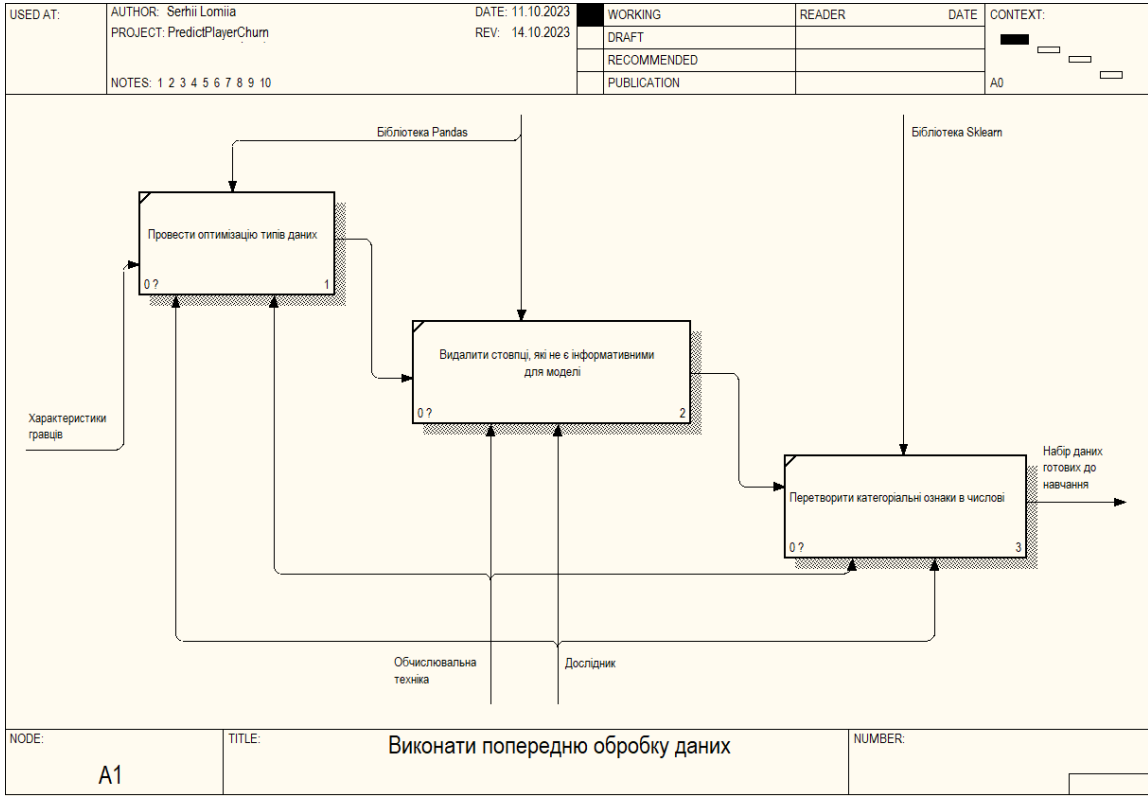 USED AT:
AUTHOR: Serhii Lomiia
DATE: 11.10.2023
PROJECT: PredictPlayerChurn
REV: 14.10.2023
NOTES: 1 2 3 4 5 6 7 8 9 10
WORKING
DRAFT
RECOMMENDED
PUBLICATION
READER
DATE
CONTEXT:
A0
Бібліотека Pandas
Бібліотека Sklearn
Провести оптимізацію типів даних
0 ?
1
Видалити стовпці, які не є інформативними
для моделі
0 ?
2
Характеристики
гравців
Перетворити категоріальні ознаки в числові
0 ?
3
Набір даних
готових до
навчання
Обчислювальна
техніка
Дослідник
NODE:
A1
TITLE:
Виконати попередню обробку даних
NUMBER: